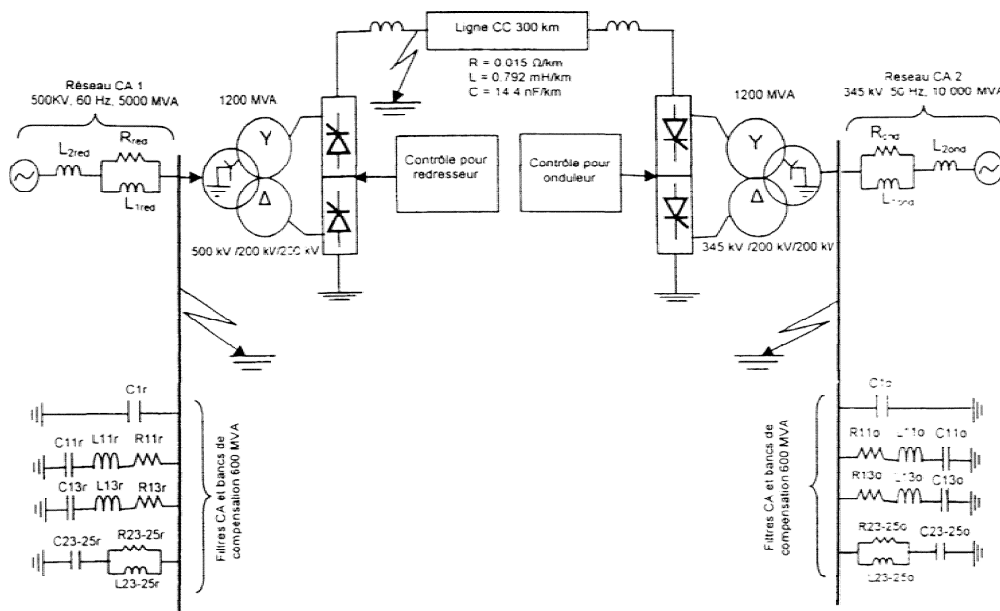 Ligne CC 300 km
R = 0.015 Ω/km
L = 0.792 mH/km
C = 14.4 nF/km
Réseau CA 1
500KV, 60 Hz, 5000 MVA
1200 MVA
Rred
L2red
L1red
Y
Y
Δ
500 kV /200 kV/200 kV
Contrôle pour
redresseur
Contrôle pour
onduleur
Reseau CA 2
345 kV 50 Hz, 10 000 MVA
1200 MVA
Rond
L2ond
L1ond
Y
Y
Δ
345 kV /200 kV/200 kV
C1r
C11r
L11r
R11r
C13r
L13r
R13r
C23-25r
R23-25r
L23-25r
Filtres CA et bancs de
compensation 600 MVA
Filtres CA et bancs de
compensation 600 MVA
C1o
R11o
L11o
C11o
R13o
L13o
C13o
R23-25o
C23-25o
L23-25o